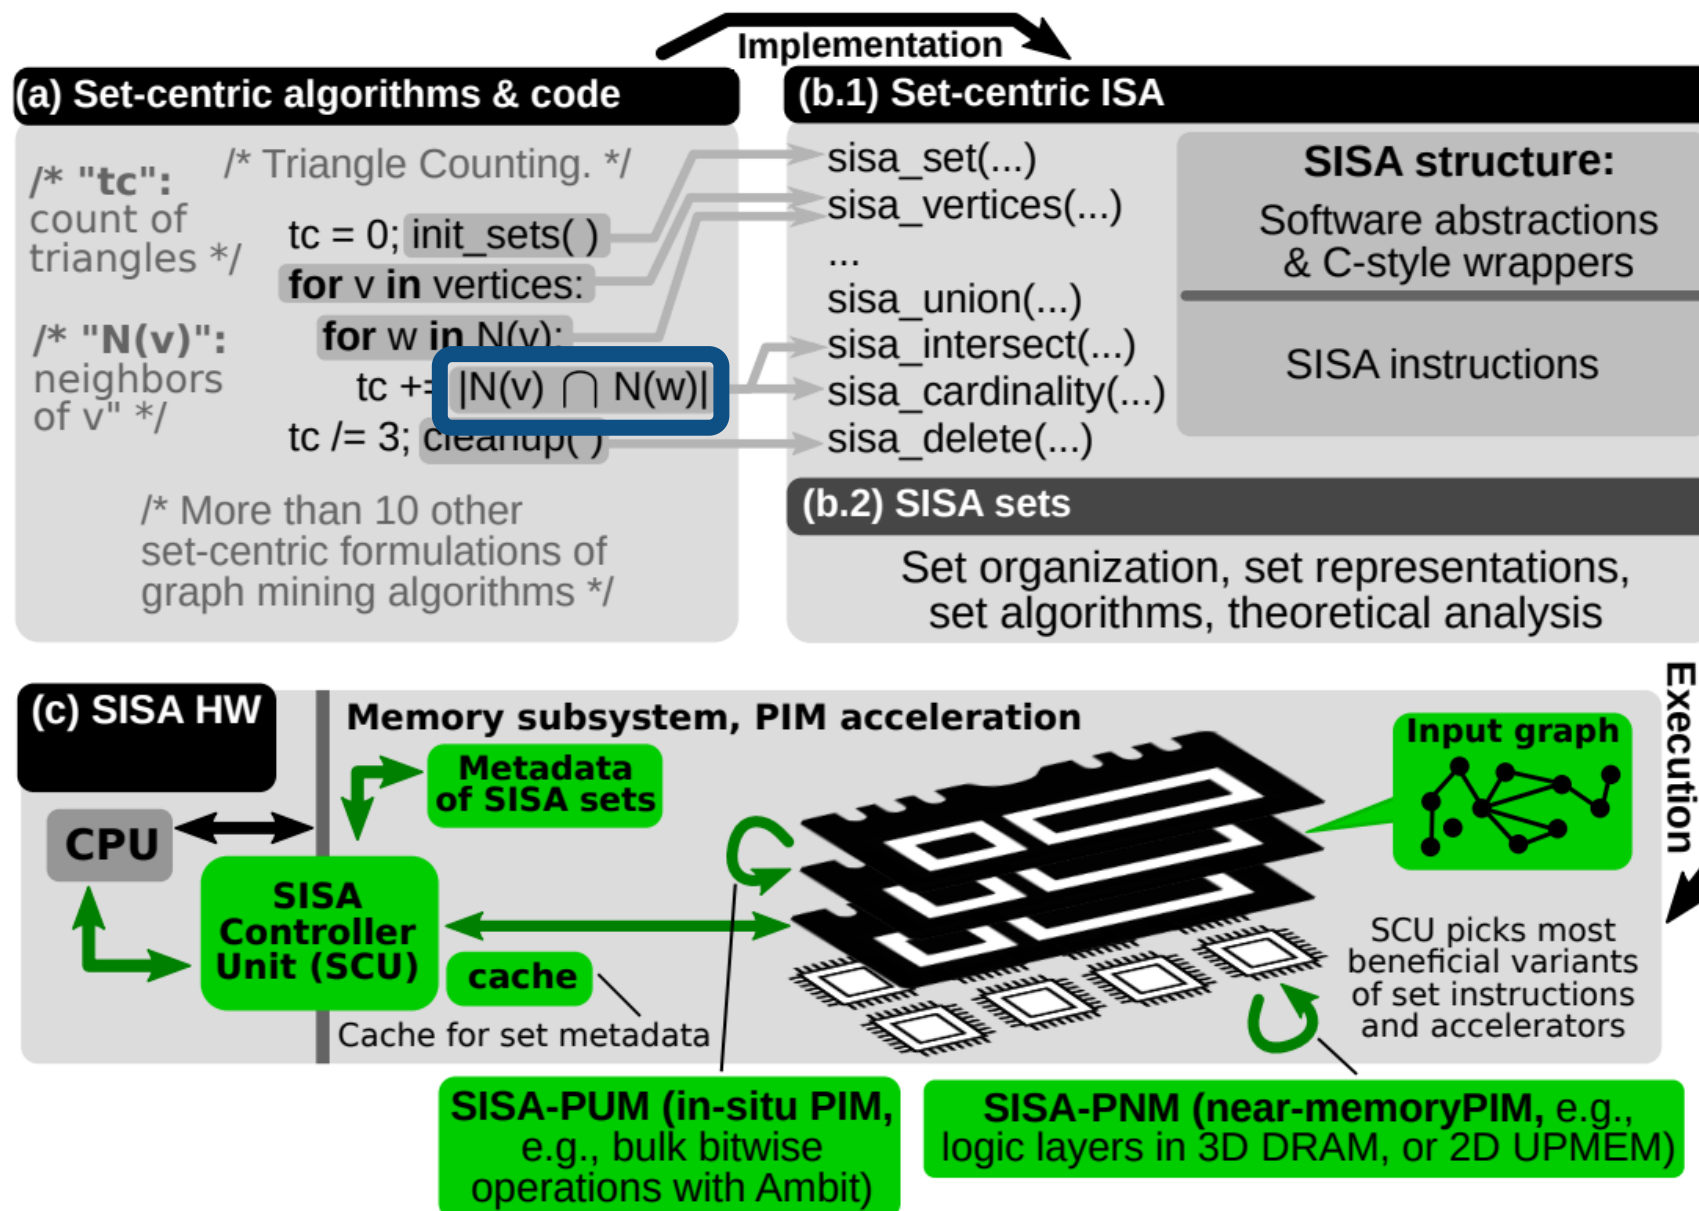 Implementation
(a) Set-centric algorithms & code
/* "tc":
count of
triangles */
/* Triangle Counting. */
tc = 0; init_sets( )
for v in vertices:
for w in N(v):
tc += |N(v) ⋂ N(w)|
tc /= 3; cleanup( )
/* "N(v)":
neighbors
of v" */
/* More than 10 other
set-centric formulations of
graph mining algorithms */
(b.1) Set-centric ISA
sisa_set(...)
sisa_vertices(...)
...
sisa_union(...)
sisa_intersect(...)
sisa_cardinality(...)
sisa_delete(...)
SISA structure:
Software abstractions
& C-style wrappers
SISA instructions
(b.2) SISA sets
Set organization, set representations,
set algorithms, theoretical analysis
Execution
(c) SISA HW
Memory subsystem, PIM acceleration
Metadata
of SISA sets
CPU
SISA
Controller
Unit (SCU)
cache
Cache for set metadata
Input graph
SCU picks most
beneficial variants
of set instructions
and accelerators
SISA-PUM (in-situ PIM,
e.g., bulk bitwise
operations with Ambit)
SISA-PNM (near-memoryPIM, e.g.,
logic layers in 3D DRAM, or 2D UPMEM)